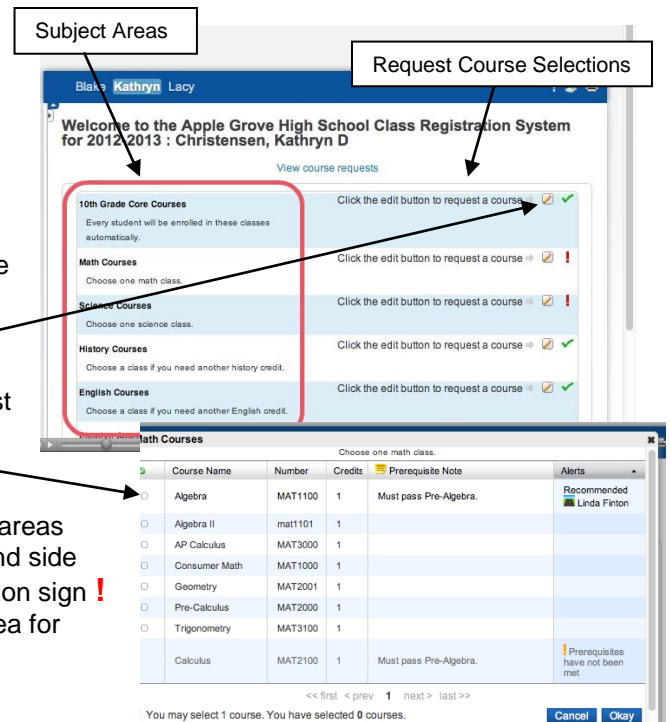 Subject Areas
Request Course Selections
Blake Kathryn Lacy
Welcome to the Apple Grove High School Class Registration System
for 2012-2013 : Christensen, Kathryn D
View course requests
10th Grade Core Courses
Click the edit button to request a course
Every student will be enrolled in these classes
automatically.
Math Courses
Click the edit button to request a course !
Choose one math class.
Science Courses
Click the edit button to request a course !
Choose one science class.
History Courses
Click the edit button to request a course
Choose a class if you need another history credit.
English Courses
Click the edit button to request a course
Choose a class if you need another English credit.
e
st
areas
nd side
on sign !
ea for
Math Courses
Choose one math class.
Course Name Number Credits Prerequisite Note Alerts
Algebra MAT1100 1 Must pass Pre-Algebra. Recommended
Linda Finton
Algebra II mat1101 1
AP Calculus MAT3000 1
Consumer Math MAT1000 1
Geometry MAT2001 1
Pre-Calculus MAT2000 1
Trigonometry MAT3100 1
Calculus MAT2100 1 Must pass Pre-Algebra. ! Prerequisites
have not been
met
<< first < prev 1 next > last >>
You may select 1 course. You have selected 0 courses.
Cancel Okay